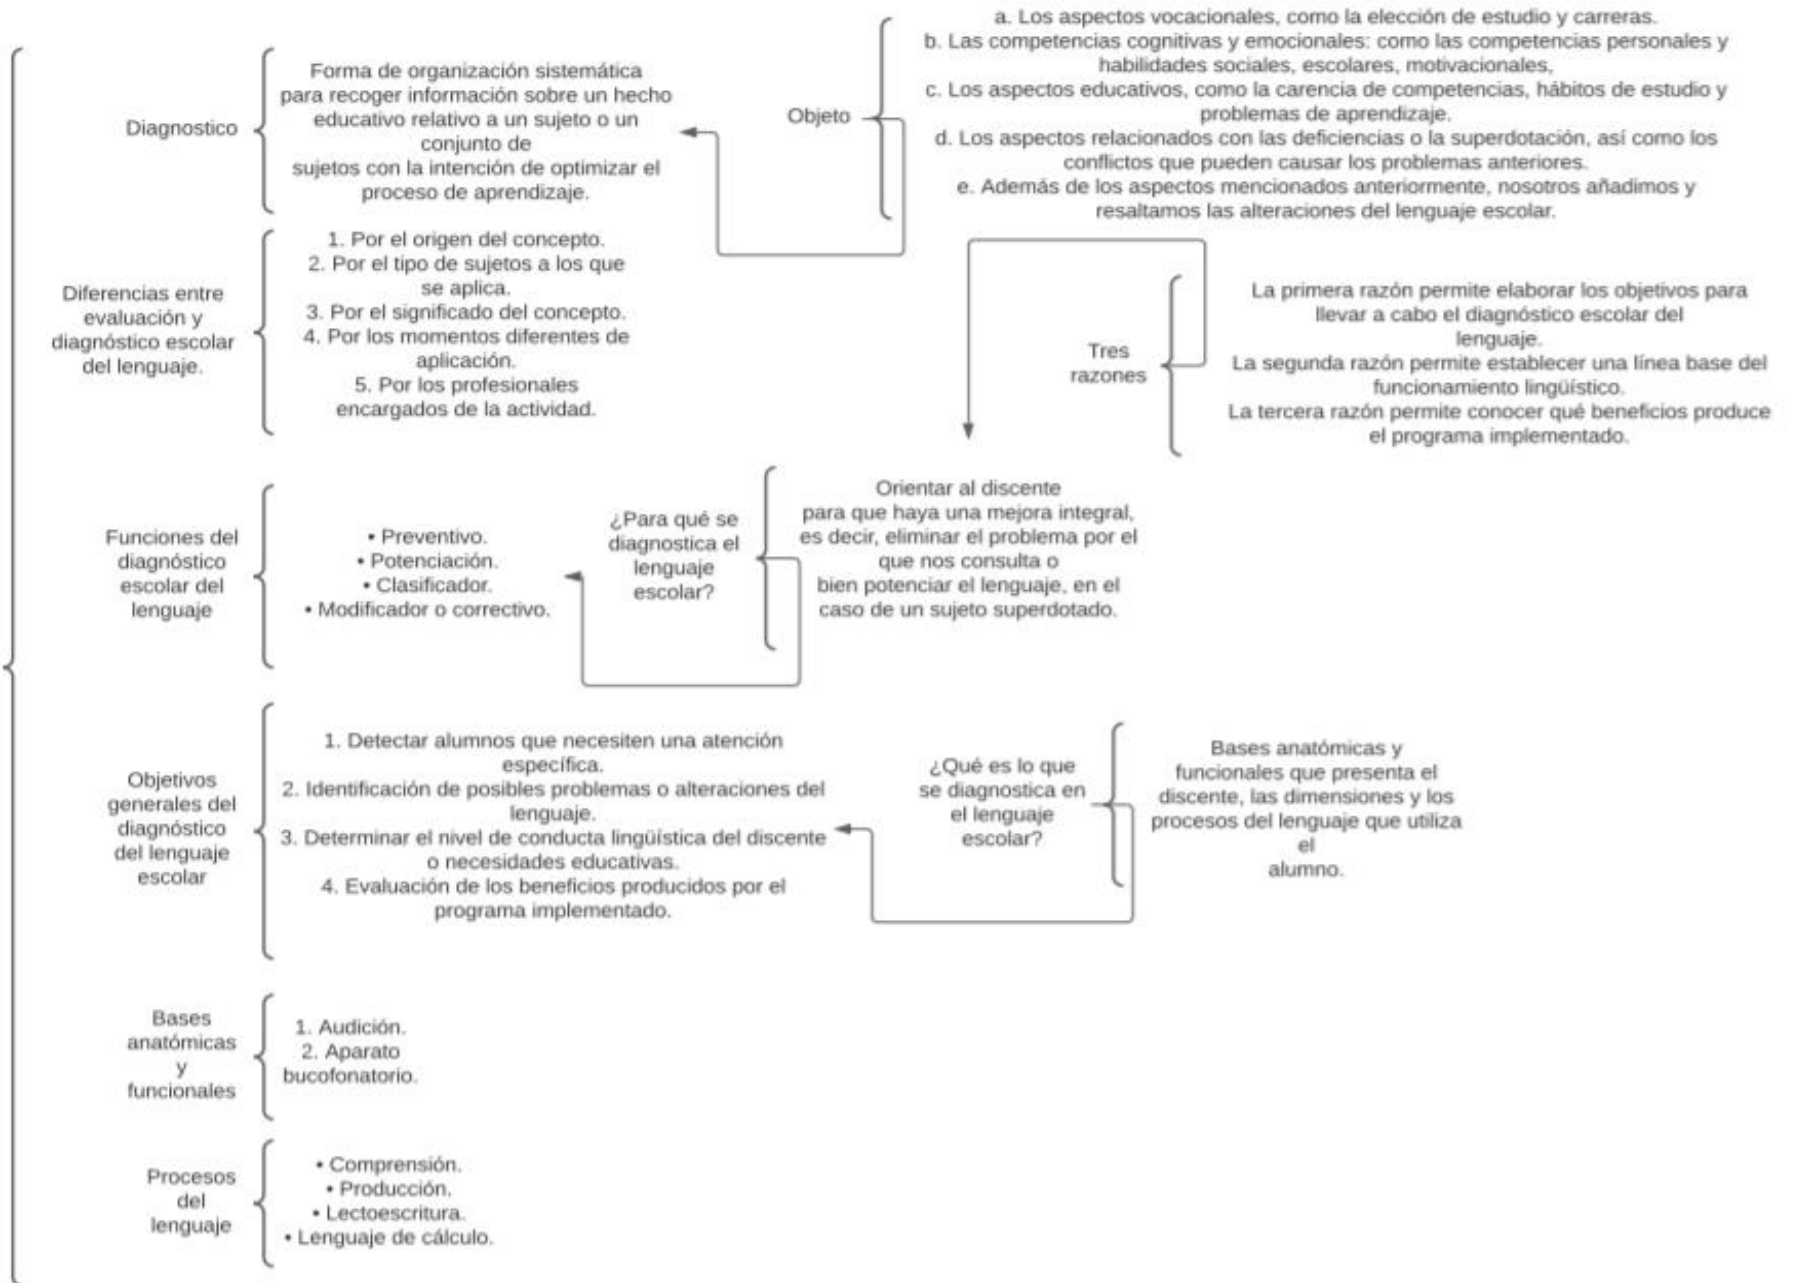 Diagnostico
Forma de organización sistemática
para recoger información sobre un hecho
educativo relativo a un sujeto o un
conjunto de
sujetos con la intención de optimizar el
proceso de aprendizaje.
Objeto
a. Los aspectos vocacionales, como la elección de estudio y carreras.
b. Las competencias cognitivas y emocionales: como las competencias personales y
habilidades sociales, escolares, motivacionales,
c. Los aspectos educativos, como la carencia de competencias, hábitos de estudio y
problemas de aprendizaje.
d. Los aspectos relacionados con las deficiencias o la superdotación, así como los
conflictos que pueden causar los problemas anteriores.
e. Además de los aspectos mencionados anteriormente, nosotros añadimos y
resaltamos las alteraciones del lenguaje escolar.
Diferencias entre
evaluación y
diagnóstico escolar
del lenguaje.
1. Por el origen del concepto.
2. Por el tipo de sujetos a los que
se aplica.
3. Por el significado del concepto.
4. Por los momentos diferentes de
aplicación.
5. Por los profesionales
encargados de la actividad.
Tres
razones
La primera razón permite elaborar los objetivos para
llevar a cabo el diagnóstico escolar del
lenguaje.
La segunda razón permite establecer una línea base del
funcionamiento lingüístico.
La tercera razón permite conocer qué beneficios produce
el programa implementado.
Funciones del
diagnóstico
escolar del
lenguaje
• Preventivo.
• Potenciación.
• Clasificador.
• Modificador o correctivo.
¿Para qué se
diagnostica el
lenguaje
escolar?
Orientar al discente
para que haya una mejora integral,
es decir, eliminar el problema por el
que nos consulta o
bien potenciar el lenguaje, en el
caso de un sujeto superdotado.
Objetivos
generales del
diagnóstico
del lenguaje
escolar
1. Detectar alumnos que necesiten una atención
específica.
2. Identificación de posibles problemas o alteraciones del
lenguaje.
3. Determinar el nivel de conducta lingüística del discente
o necesidades educativas.
4. Evaluación de los beneficios producidos por el
programa implementado.
¿Qué es lo que
se diagnostica en
el lenguaje
escolar?
Bases anatómicas y
funcionales que presenta el
discente, las dimensiones y los
procesos del lenguaje que utiliza
el
alumno.
Bases
anatómicas
y
funcionales
1. Audición.
2. Aparato
bucofonatorio.
Procesos
del
lenguaje
• Comprensión.
• Producción.
• Lectoescritura.
• Lenguaje de cálculo.